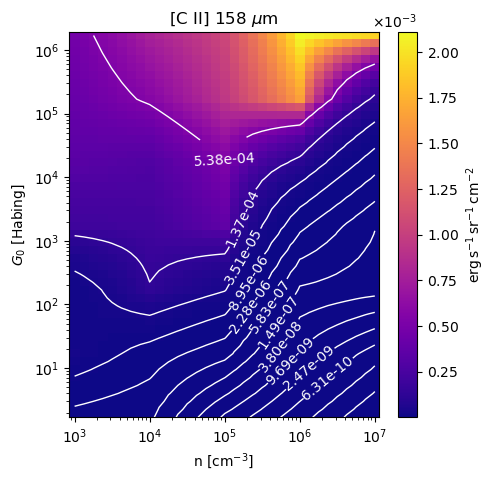 [C II] 158 μm
×10⁻³
10⁶
10⁵
10⁴
10³
10²
10¹
G₀ [Habing]
5.38e-04
1.37e-04
3.51e-05
8.95e-06
2.28e-06
5.83e-07
1.49e-07
3.80e-08
9.69e-09
2.47e-09
6.31e-10
10³
10⁴
10⁵
10⁶
10⁷
n [cm⁻³]
2.00
1.75
1.50
1.25
1.00
0.75
0.50
0.25
erg s⁻¹ sr⁻¹ cm⁻²